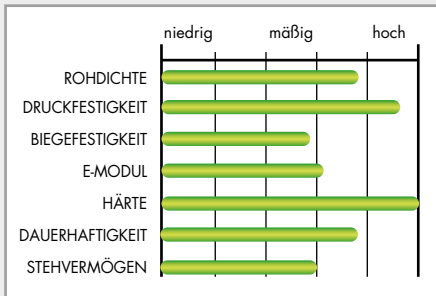 niedrig mäßig hoch
ROHDICHTE
DRUCKFESTIGKEIT
BIEGEFESTIGKEIT
E-MODUL
HÄRTE
DAUERHAFTIGKEIT
STEHVERMÖGEN